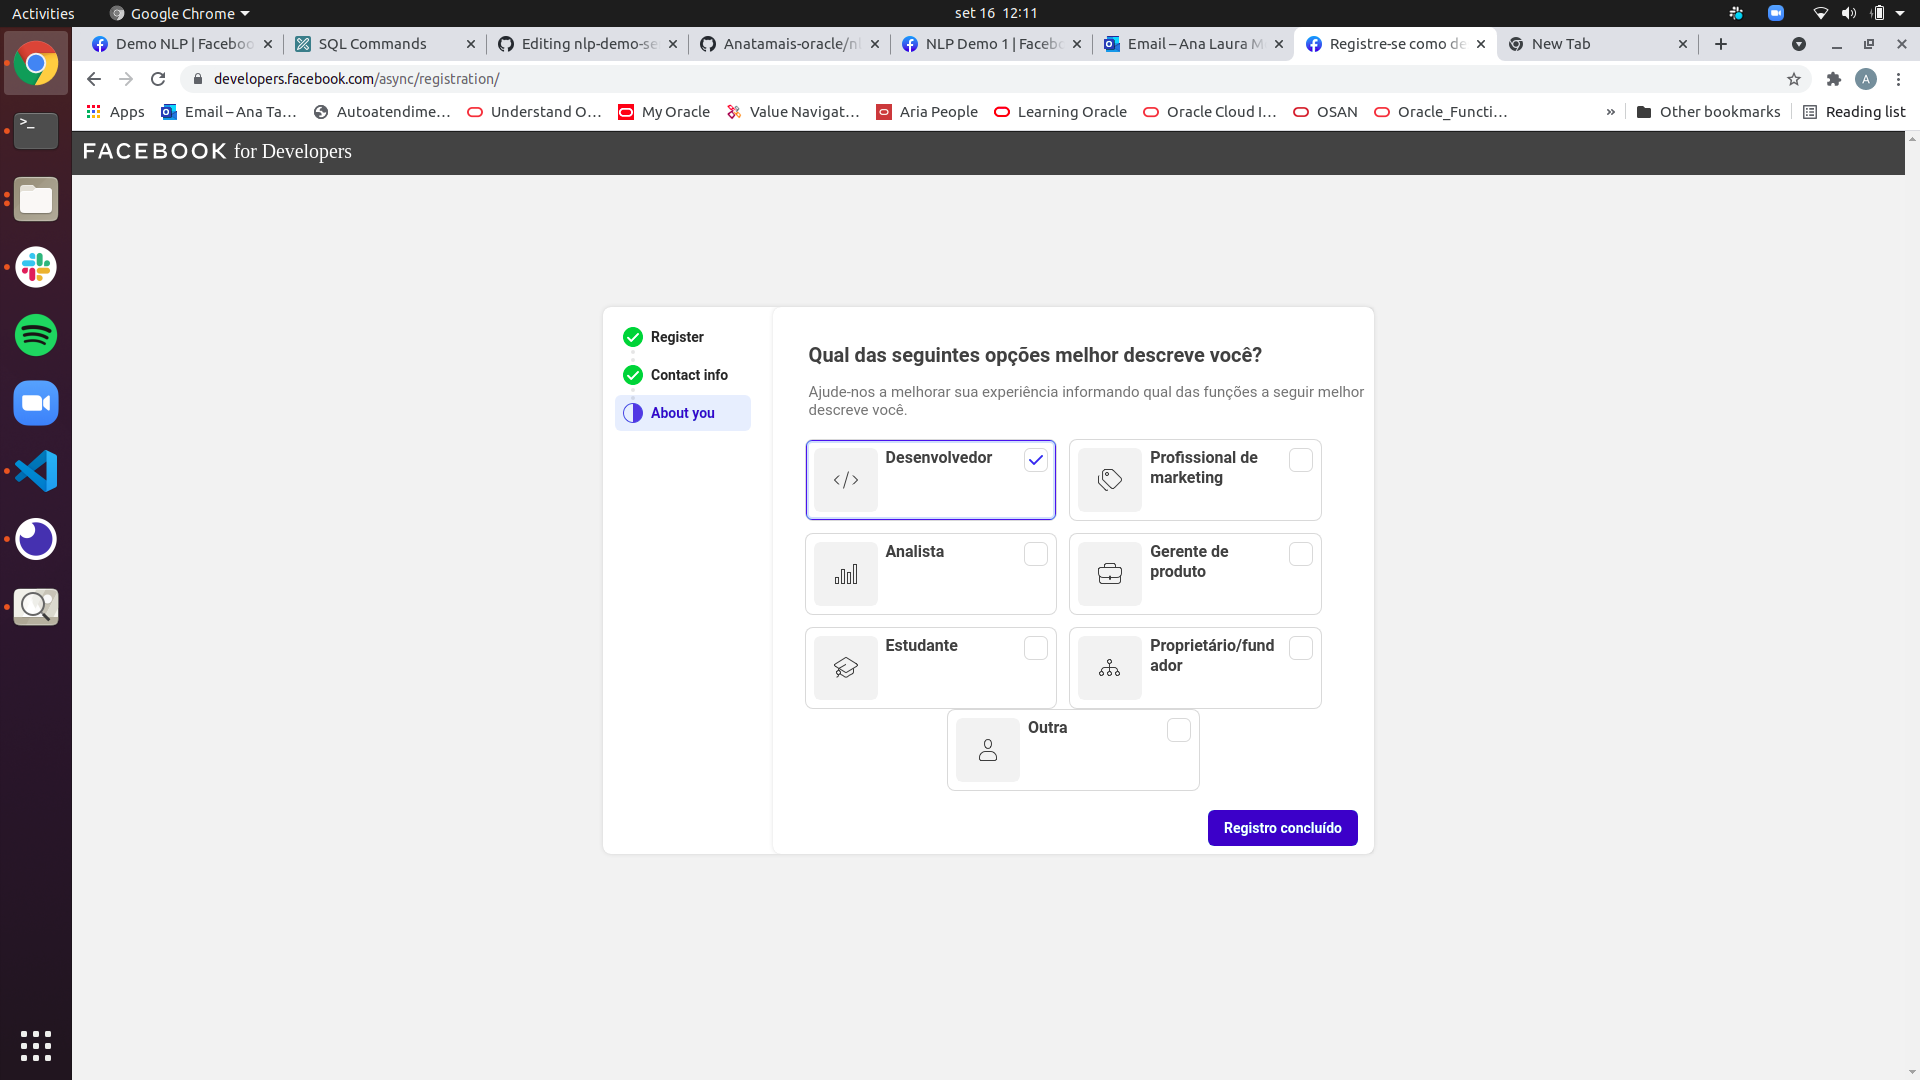 Activities
Google Chrome
set 16 12:11
Demo NLP | Faceboo
SQL Commands
Editing nlp-demo-se
Anatamais-oracle/nl
NLP Demo 1 | Facebo
Email – Ana Laura M
Registre-se como de
New Tab
developers.facebook.com/async/registration/
A
Apps
Email – Ana Ta…
Autoatendime…
Understand O…
My Oracle
Value Navigat…
Aria People
Learning Oracle
Oracle Cloud I…
OSAN
Oracle_Functi…
»
Other bookmarks
Reading list
FACEBOOK for Developers
Register
Contact info
About you
Qual das seguintes opções melhor descreve você?
Ajude-nos a melhorar sua experiência informando qual das funções a seguir melhor
descreve você.
Desenvolvedor
Profissional de
marketing
Analista
Gerente de
produto
Estudante
Proprietário/fund
ador
Outra
Registro concluído